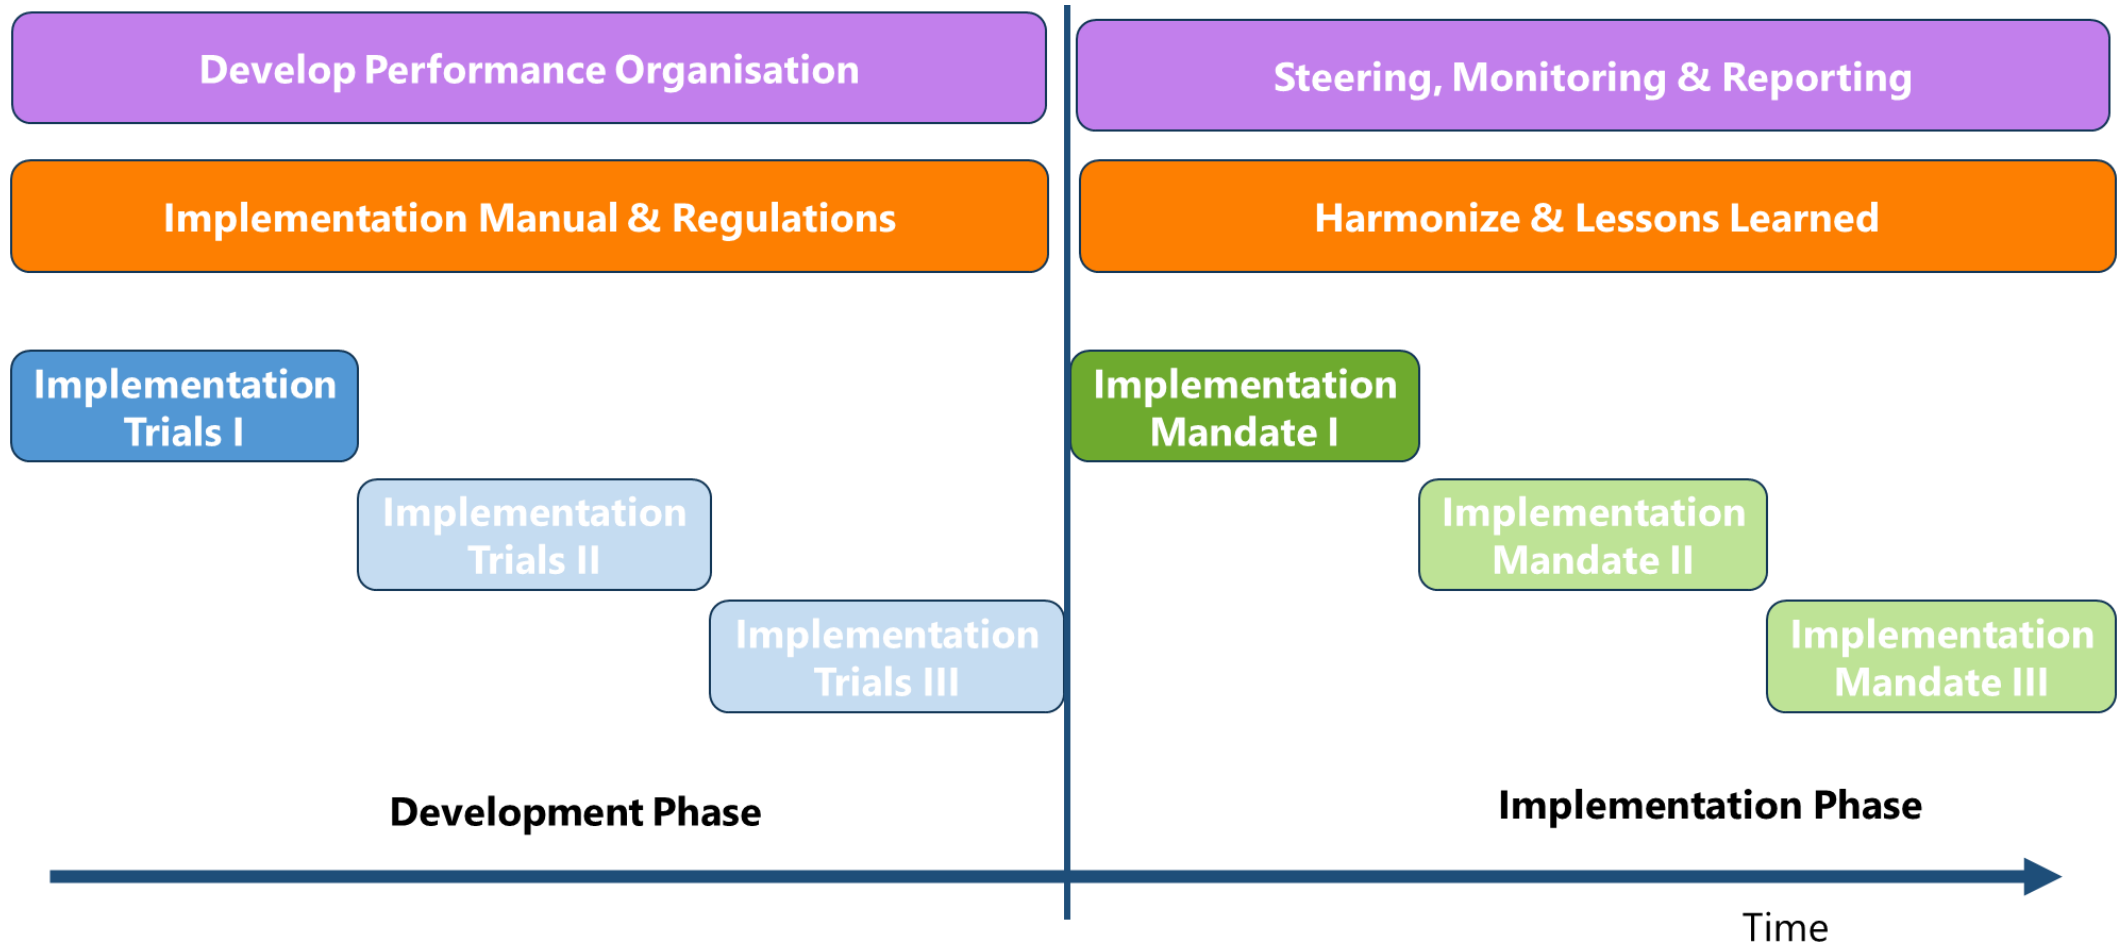 Develop Performance Organisation
Steering, Monitoring & Reporting
Implementation Manual & Regulations
Harmonize & Lessons Learned
Implementation
Trials I
Implementation
Mandate I
Implementation
Trials II
Implementation
Mandate II
Implementation
Trials III
Implementation
Mandate III
Development Phase
Implementation Phase
Time